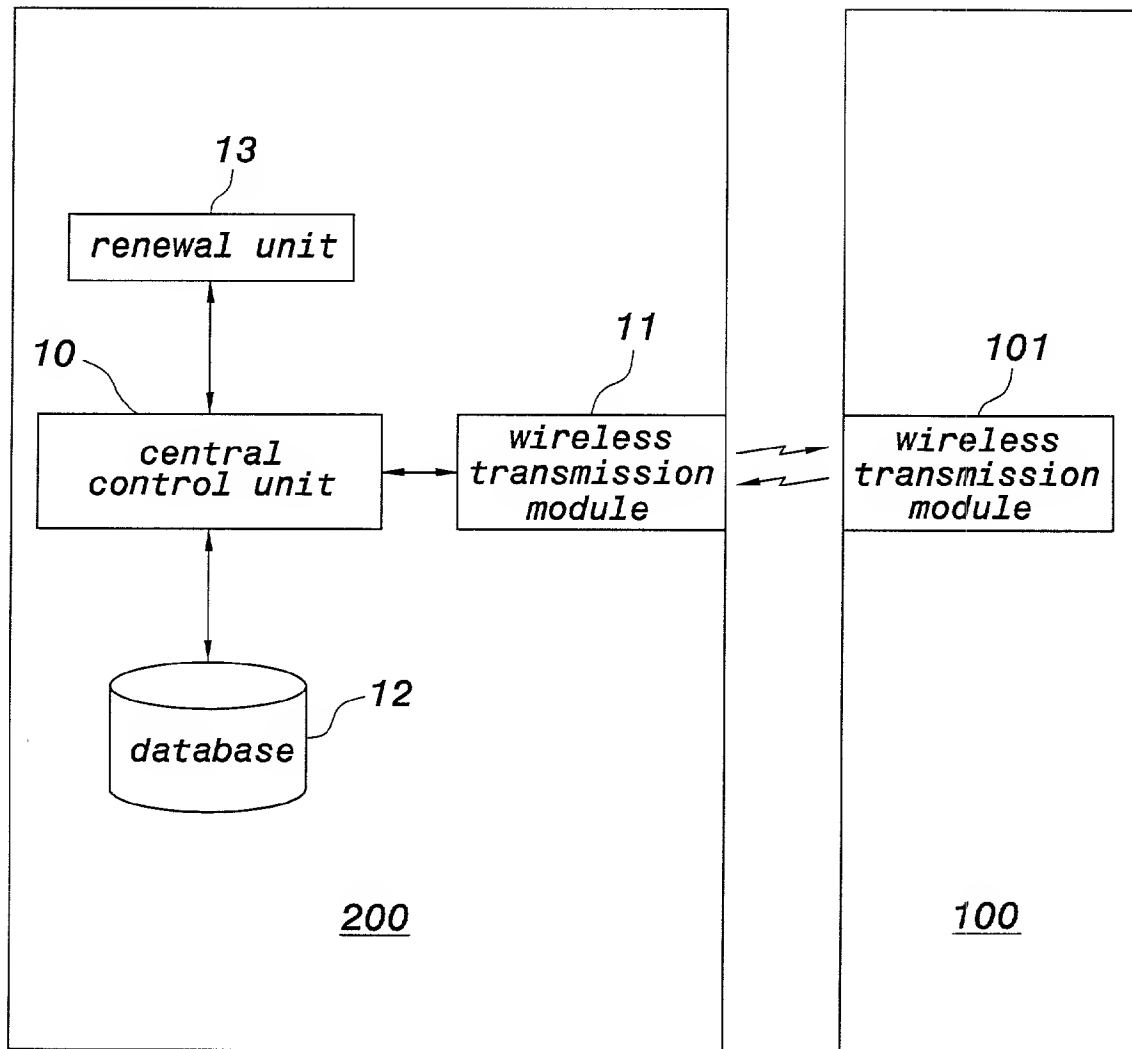 13
renewal unit
10
central
control unit
11
wireless
transmission
module
101
wireless
transmission
module
12
database
200
100